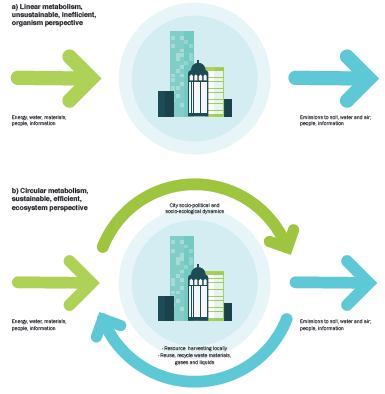 a) Linear metabolism,
unsustainable, inefficient,
organism perspective
Energy, water, materials,
people, information
Emissions to soil, water and air;
people, information
b) Circular metabolism,
sustainable, efficient,
ecosystem perspective
City socio-political and
socio-ecological dynamics
Energy, water, materials,
people, information
Emissions to soil, water and air;
people, information
· Resource harvesting locally
· Reuse, recycle waste materials,
gases and liquids